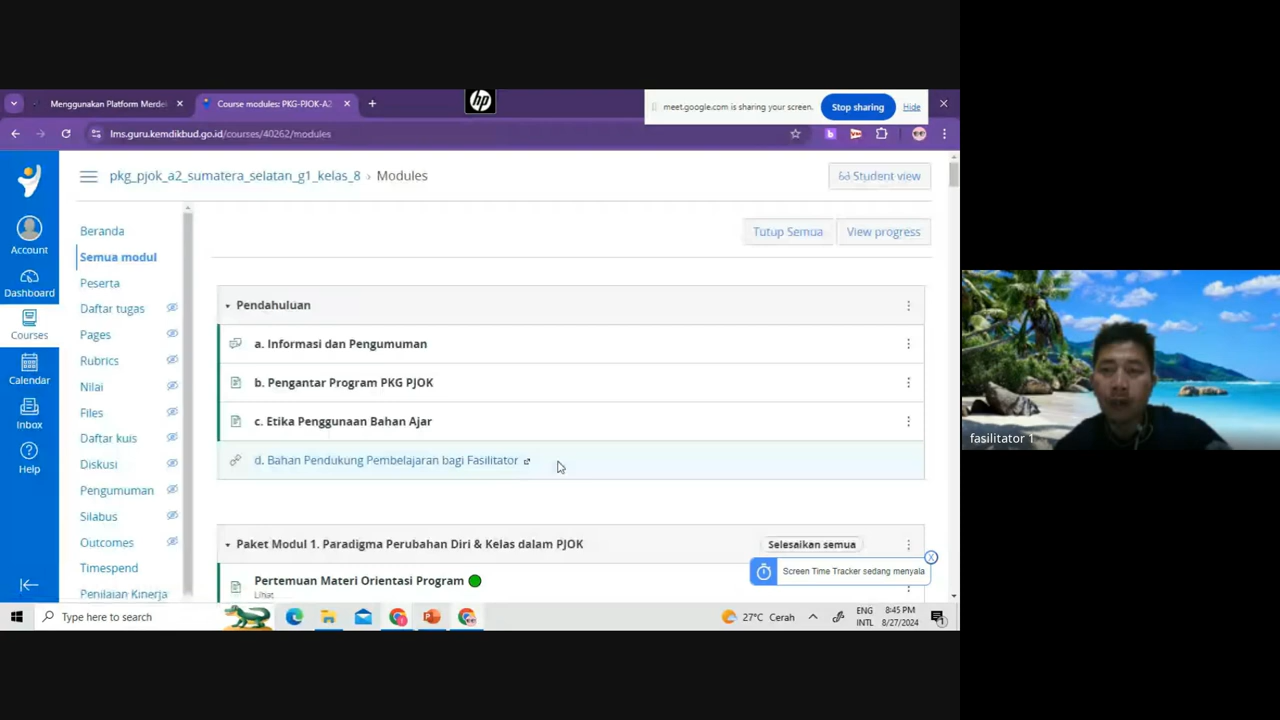 Menggunakan Platform Merde
Course modules: PKG-PJOK-A2
hp
meet.google.com is sharing your screen.
Stop sharing
Hide
lms.guru.kemdikbud.go.id/courses/40262/modules
pkg_pjok_a2_sumatera_selatan_g1_kelas_8 › Modules
Student view
Account
Dashboard
Courses
Calendar
Inbox
Help
Beranda
Semua modul
Peserta
Daftar tugas
Pages
Rubrics
Nilai
Files
Daftar kuis
Diskusi
Pengumuman
Silabus
Outcomes
Timespend
Penilaian Kinerja
Tutup Semua
View progress
Pendahuluan
a. Informasi dan Pengumuman
b. Pengantar Program PKG PJOK
c. Etika Penggunaan Bahan Ajar
d. Bahan Pendukung Pembelajaran bagi Fasilitator
Paket Modul 1. Paradigma Perubahan Diri & Kelas dalam PJOK
Selesaikan semua
Pertemuan Materi Orientasi Program
Lihat
Screen Time Tracker sedang menyala
X
Type here to search
27°C Cerah
ENG
INTL
8:45 PM
8/27/2024
1
fasilitator 1